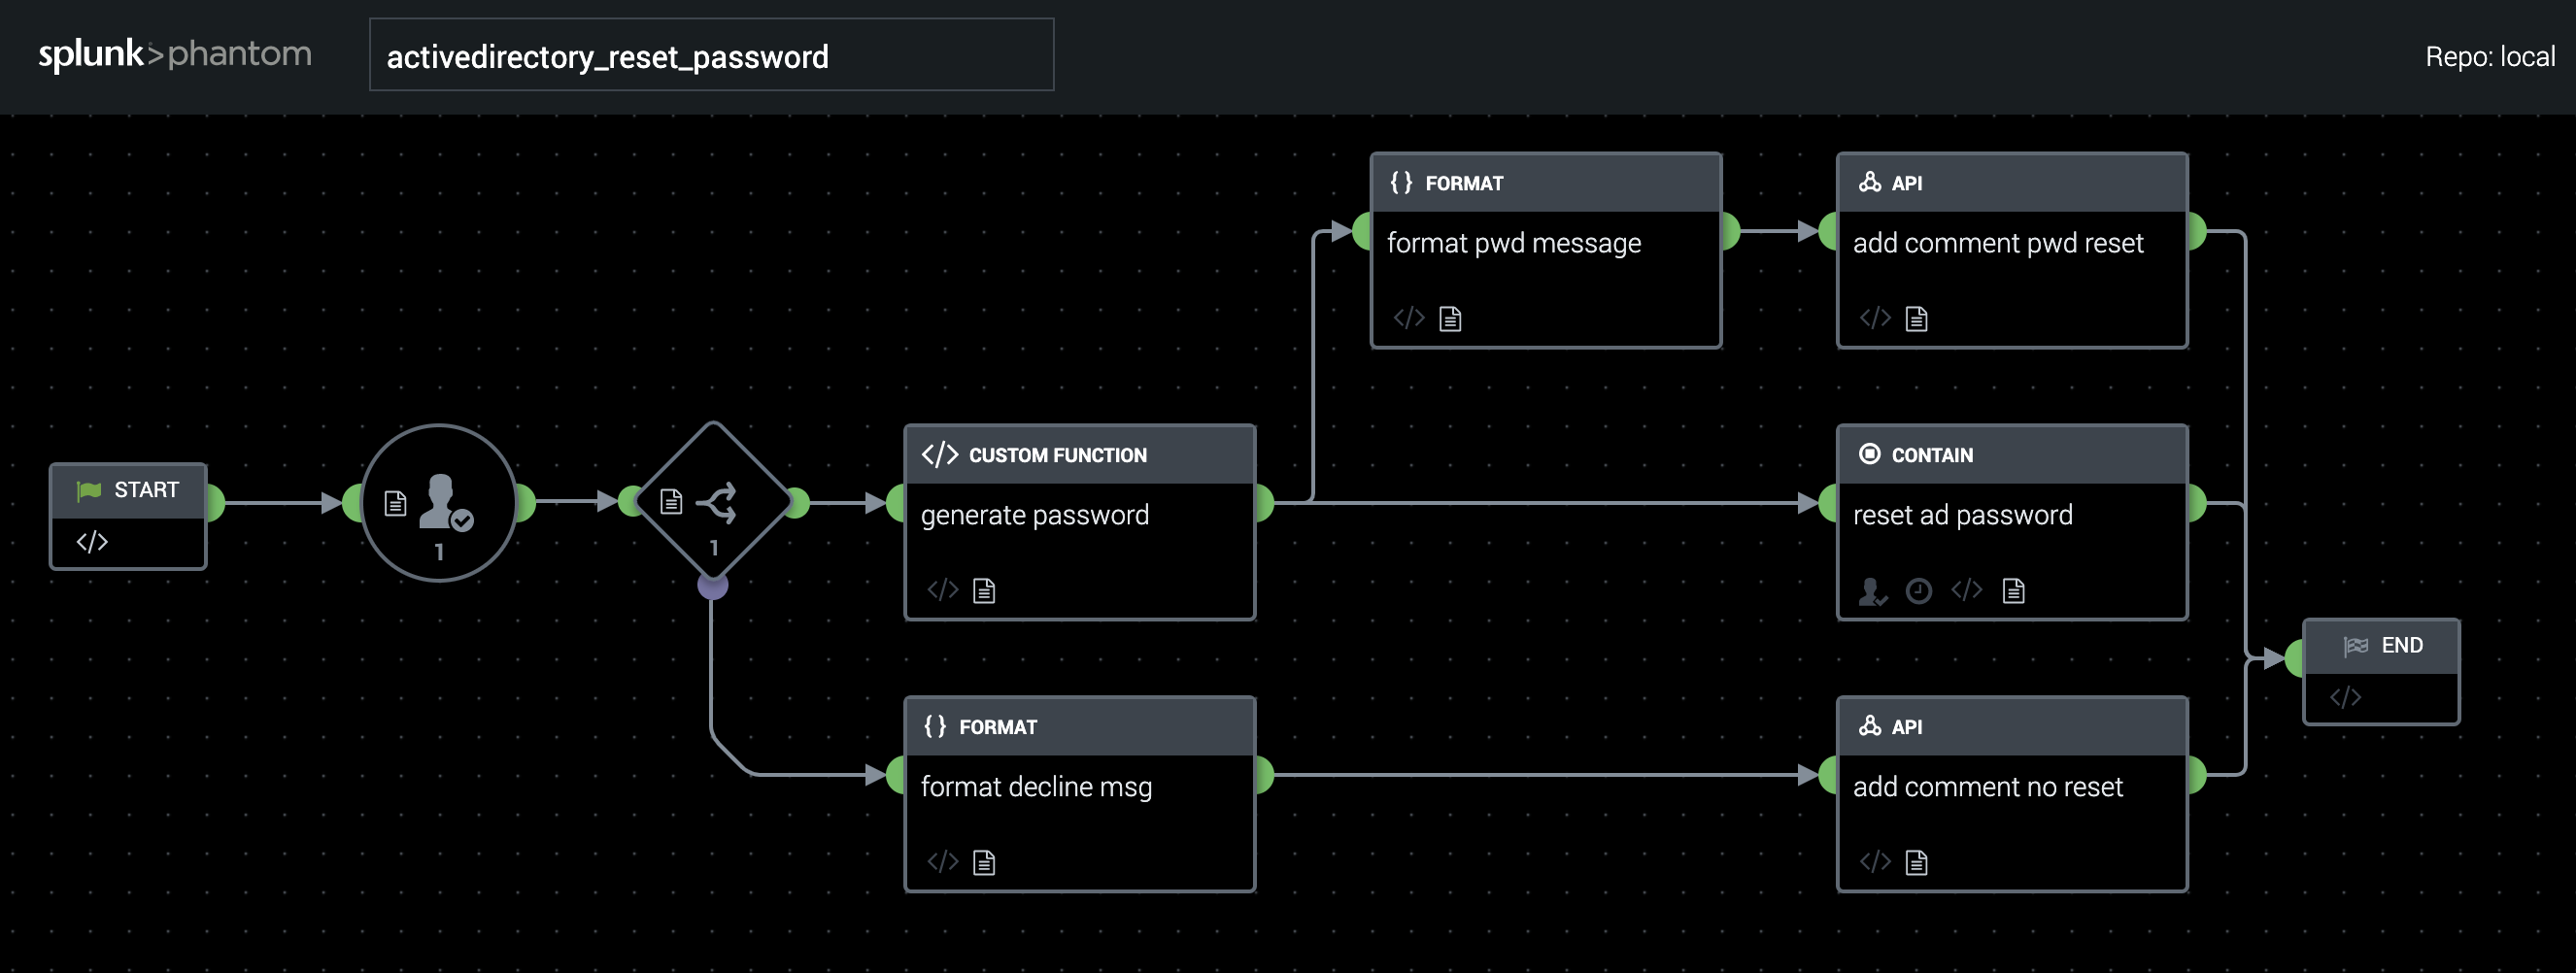 splunk>phantom
activedirectory_reset_password
Repo: local
{} FORMAT
format pwd message
</>
API
add comment pwd reset
</>
START
</>
1
1
</> CUSTOM FUNCTION
generate password
</>
CONTAIN
reset ad password
</>
END
</>
{} FORMAT
format decline msg
</>
API
add comment no reset
</>